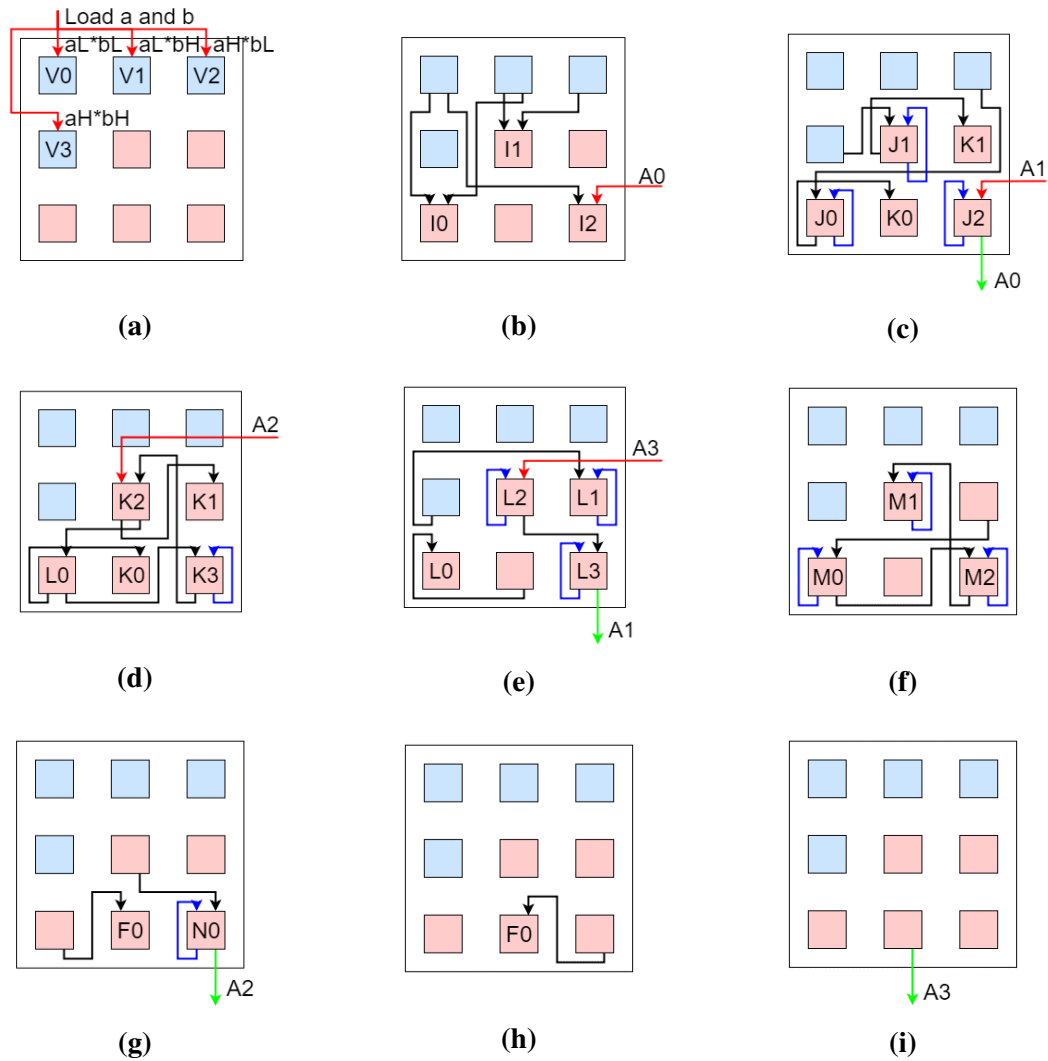 Load a and b
aL*bL aL*bH aH*bL
V0 V1 V2
aH*bH
V3
(a)
I1
A0
I0 I2
(b)
J1 K1
A1
J0 K0 J2
A0
(c)
A2
K2 K1
L0 K0 K3
(d)
A3
L2 L1
L0 L3
A1
(e)
M1
M0 M2
(f)
F0 N0
A2
(g)
F0
(h)
A3
(i)